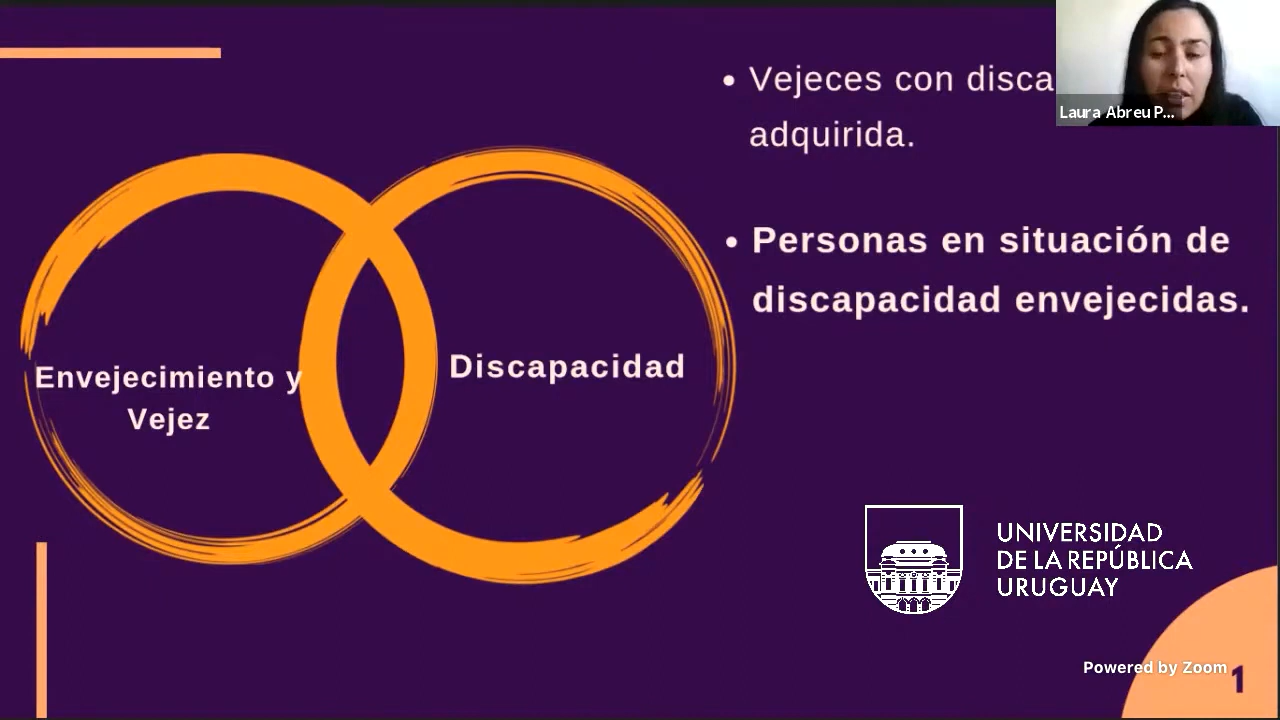 Vejeces con disca
adquirida.
Laura Abreu P...
Personas en situación de
discapacidad envejecidas.
Envejecimiento y
Vejez
Discapacidad
UNIVERSIDAD
DE LA REPÚBLICA
URUGUAY
Powered by Zoom
1